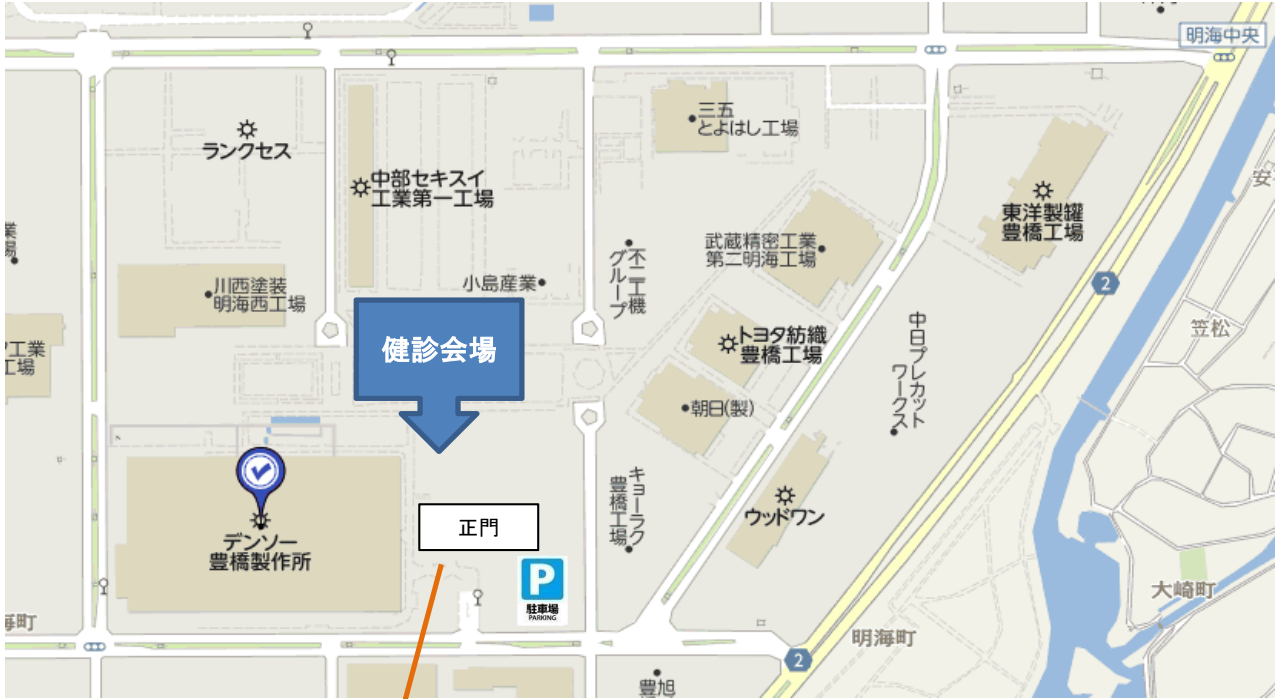 明海中央
三五
とよはし工場
ランクセス
中部セキスイ
工業第一工場
東洋製罐
豊橋工場
安
業
場
武蔵精密工業
第二明海工場
不二工機
グループ
小島産業
川西塗装
明海西工場
2
健診会場
トヨタ紡織
豊橋工場
中日プレカット
ワークス
笠松
工業
工場
朝日(製)
キョーラク
豊橋工場
ウッドワン
正門
デンソー
豊橋製作所
P
駐車場
PARKING
大崎町
海町
明海町
2
豊旭